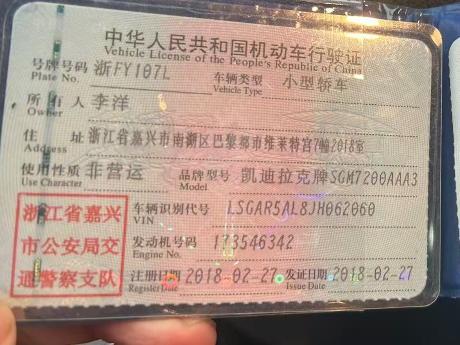 中华人民共和国机动车行驶证
Vehicle License of the People's Republic of China
号牌号码 浙FY107L 车辆类型 小型轿车
Plate No. Vehicle Type
所有人 李洋
Owner
住址 浙江省嘉兴市南湖区巴黎都市维莱特宫7幢2018室
Address
使用性质 非营运 品牌型号 凯迪拉克牌SGM7200AAA3
Use Character Model
浙江省嘉兴 车辆识别代号 LSGAR5AL8JH062060
VIN
市公安局交 发动机号码 173546342
Engine No.
通警察支队 注册日期 2018-02-27 发证日期 2018-02-27
Register Date Issue Date